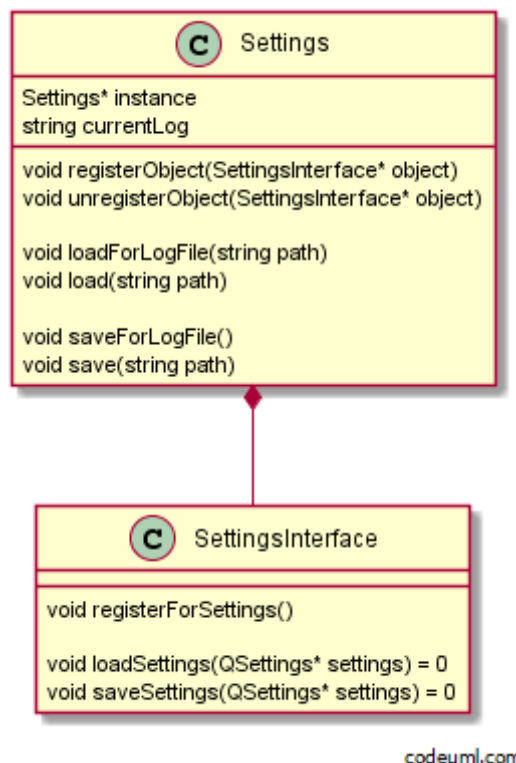 C Settings
Settings* instance
string currentLog
void registerObject(SettingsInterface* object)
void unregisterObject(SettingsInterface* object)
void loadForLogFile(string path)
void load(string path)
void saveForLogFile()
void save(string path)
C SettingsInterface
void registerForSettings()
void loadSettings(QSettings* settings) = 0
void saveSettings(QSettings* settings) = 0
codeuml.com